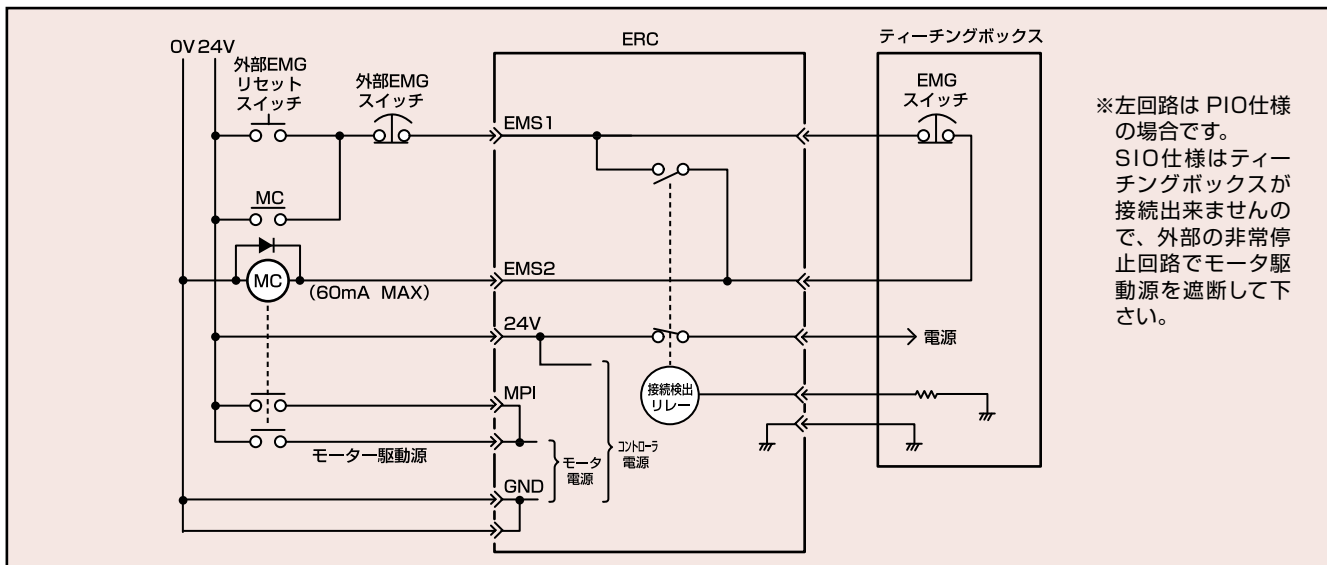 0V 24V
外部EMG
リセット
スイッチ
外部EMG
スイッチ
ERC
ティーチングボックス
EMG
スイッチ
EMS1
MC
MC
(60mA MAX)
EMS2
24V
電源
MPI
接続検出
リレー
モーター駆動源
モータ
電源
コントローラ
電源
GND
※左回路は PIO仕様
の場合です。
SIO仕様はティー
チングボックスが
接続出来ませんの
で、外部の非常停
止回路でモータ駆
動源を遮断して下
さい。